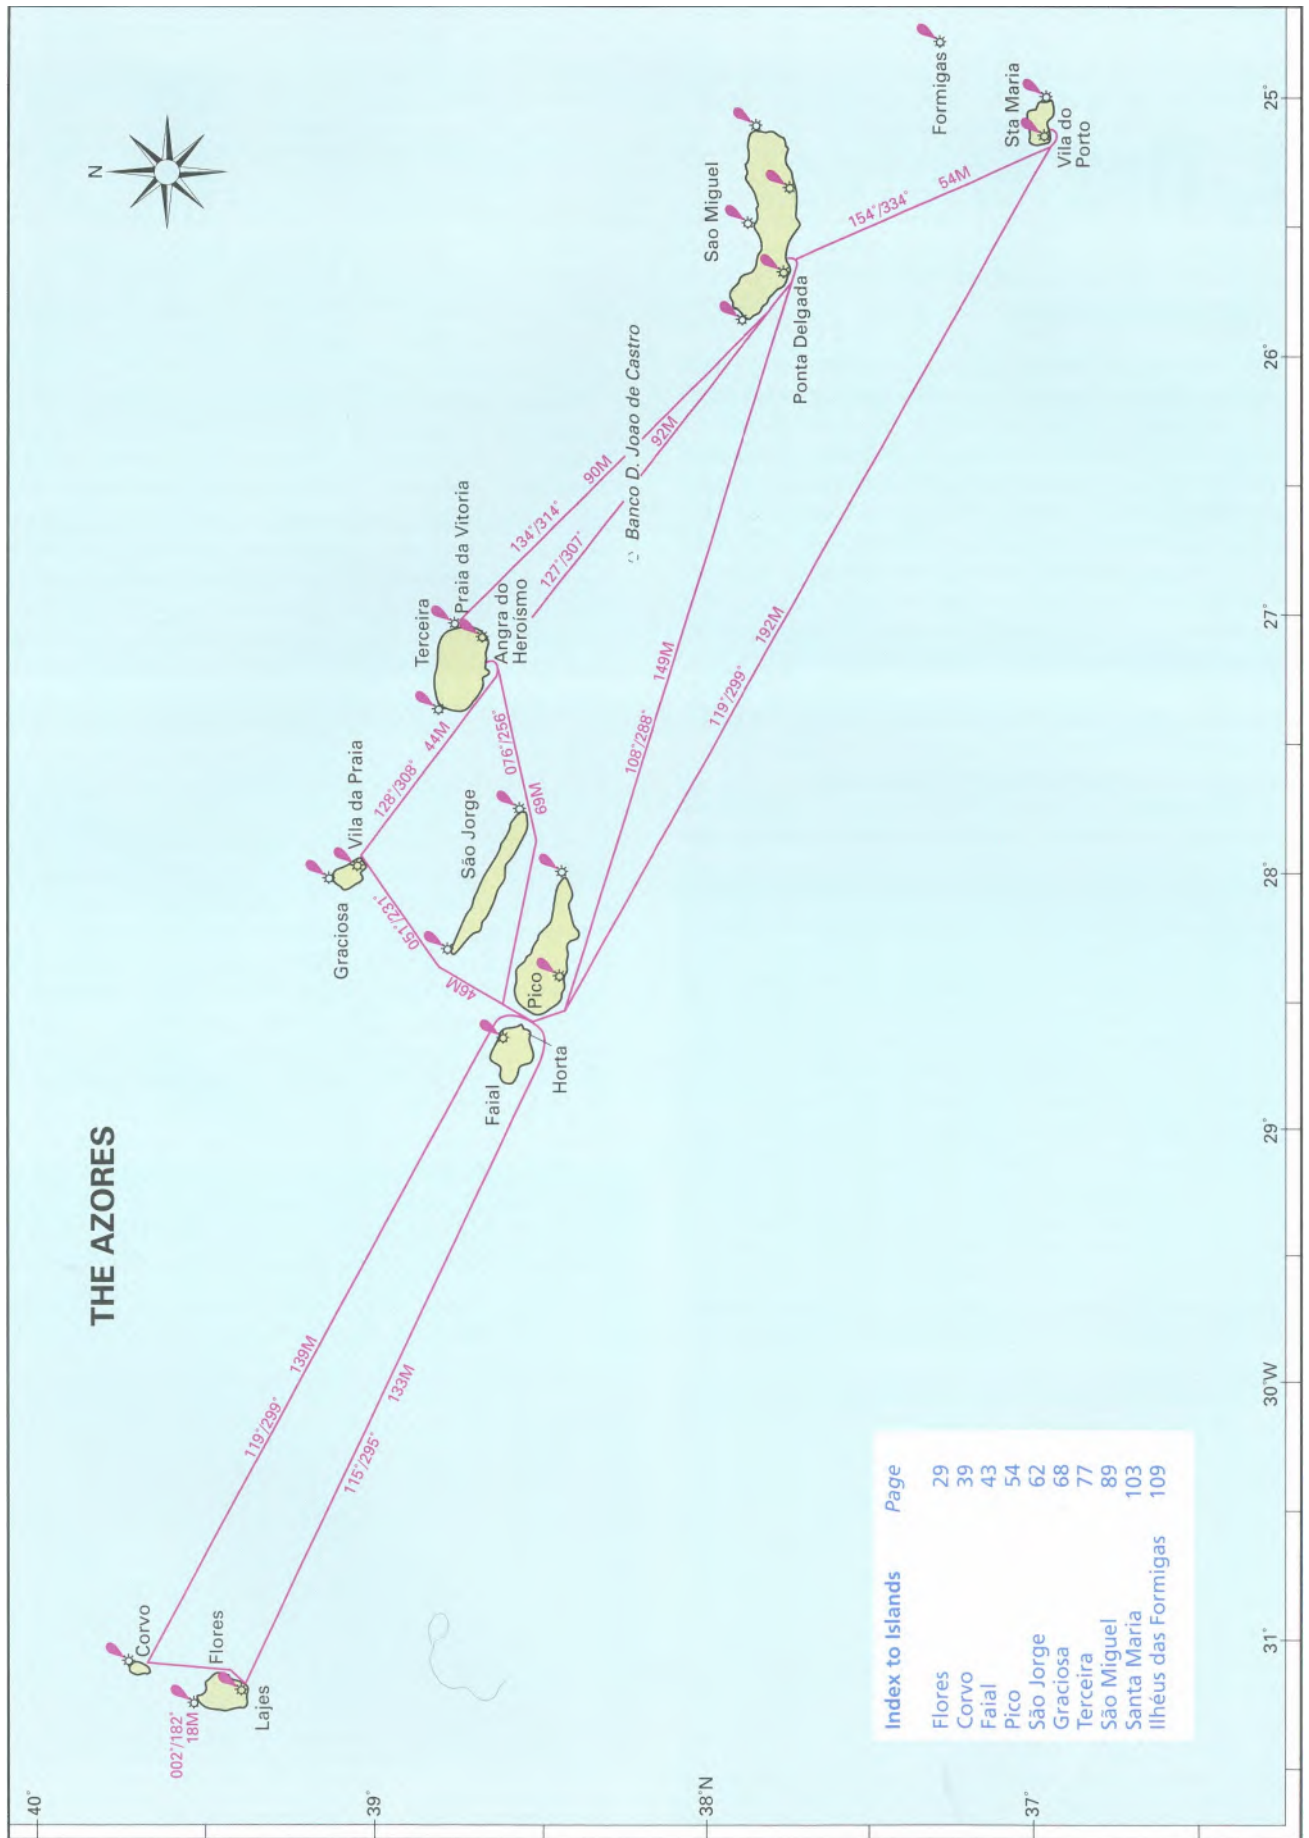 THE AZORES
N
40°
39°
38°N
37°
31°
30°W
29°
28°
27°
26°
25°
Corvo
Flores
Lajes
002°/182°
18M
119°/299°
139M
115°/295°
133M
Faial
Horta
Pico
São Jorge
Graciosa
Vila da Praia
051°/231°
46M
128°/308°
44M
076°/256°
69M
Terceira
Praia da Vitoria
Angra do
Heroísmo
134°/314°
90M
127°/307°
92M
Banco D. Joao de Castro
108°/288°
149M
119°/299°
192M
Sao Miguel
Ponta Delgada
154°/334°
54M
Formigas
Sta Maria
Vila do
Porto
Index to Islands Page
Flores 29
Corvo 39
Faial 43
Pico 54
São Jorge 62
Graciosa 68
Terceira 77
São Miguel 89
Santa Maria 103
Ilhéus das Formigas 109